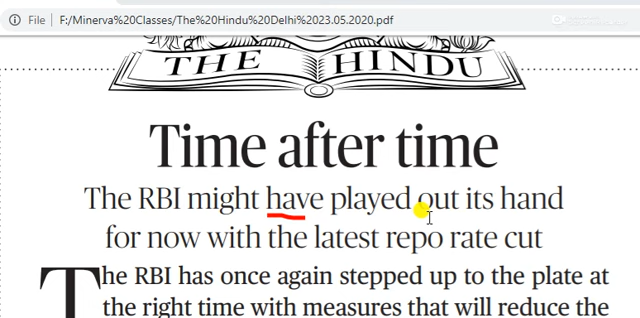 File F:/Minerva%20Classes/The%20Hindu%20Delhi%2023.05.2020.pdf
THE HINDU
Time after time
The RBI might have played out its hand
for now with the latest repo rate cut
The RBI has once again stepped up to the plate at
the right time with measures that will reduce the